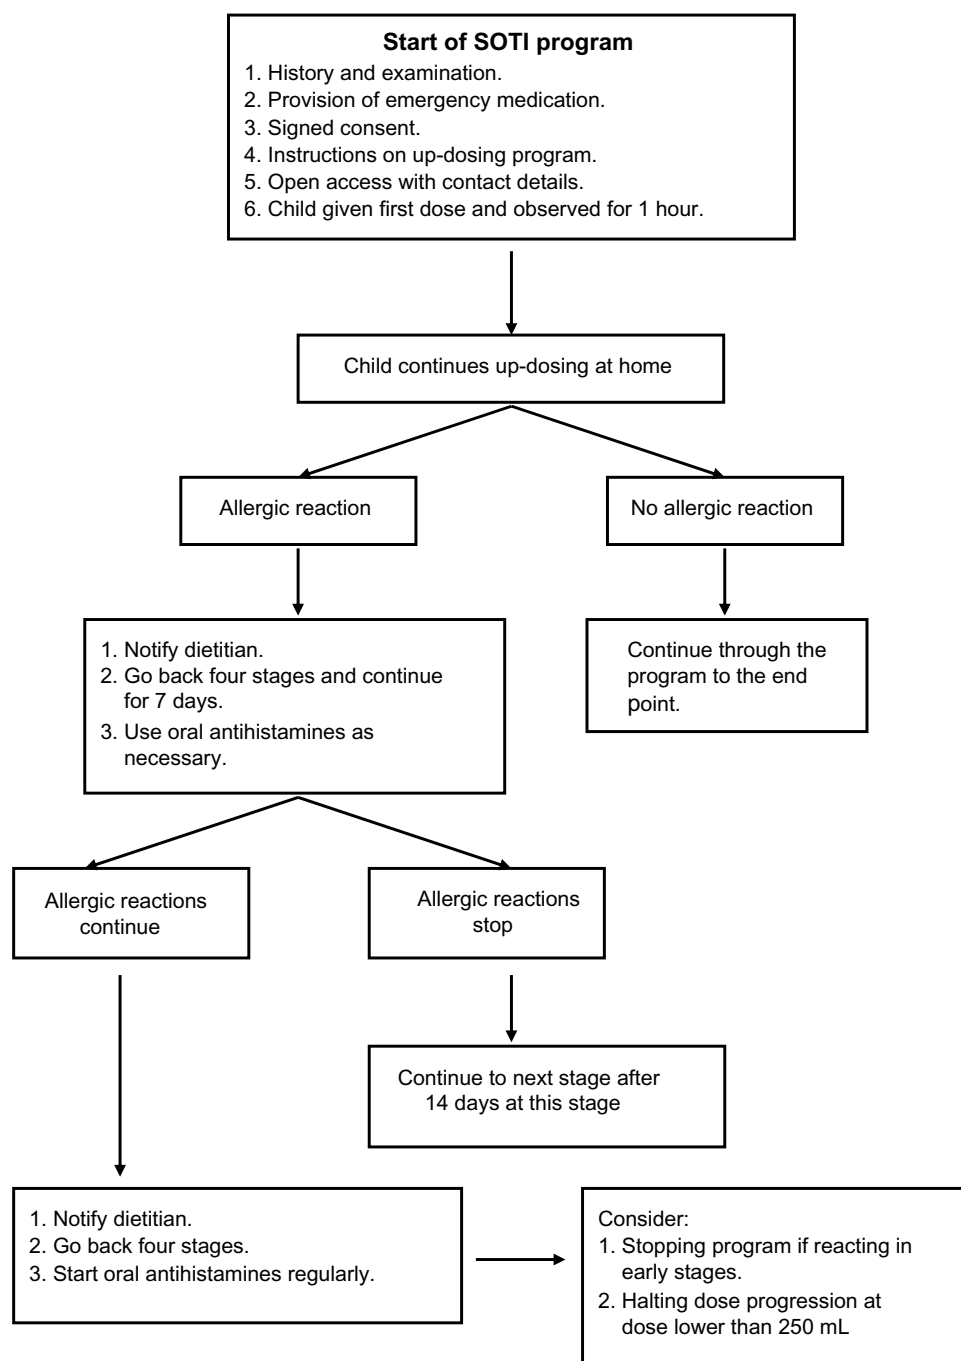 Start of SOTI program
1. History and examination.
2. Provision of emergency medication.
3. Signed consent.
4. Instructions on up-dosing program.
5. Open access with contact details.
6. Child given first dose and observed for 1 hour.
Child continues up-dosing at home
Allergic reaction
No allergic reaction
1. Notify dietitian.
2. Go back four stages and continue
for 7 days.
3. Use oral antihistamines as
necessary.
Continue through the
program to the end
point.
Allergic reactions
continue
Allergic reactions
stop
Continue to next stage after
14 days at this stage
1. Notify dietitian.
2. Go back four stages.
3. Start oral antihistamines regularly.
Consider:
1. Stopping program if reacting in
early stages.
2. Halting dose progression at
dose lower than 250 mL